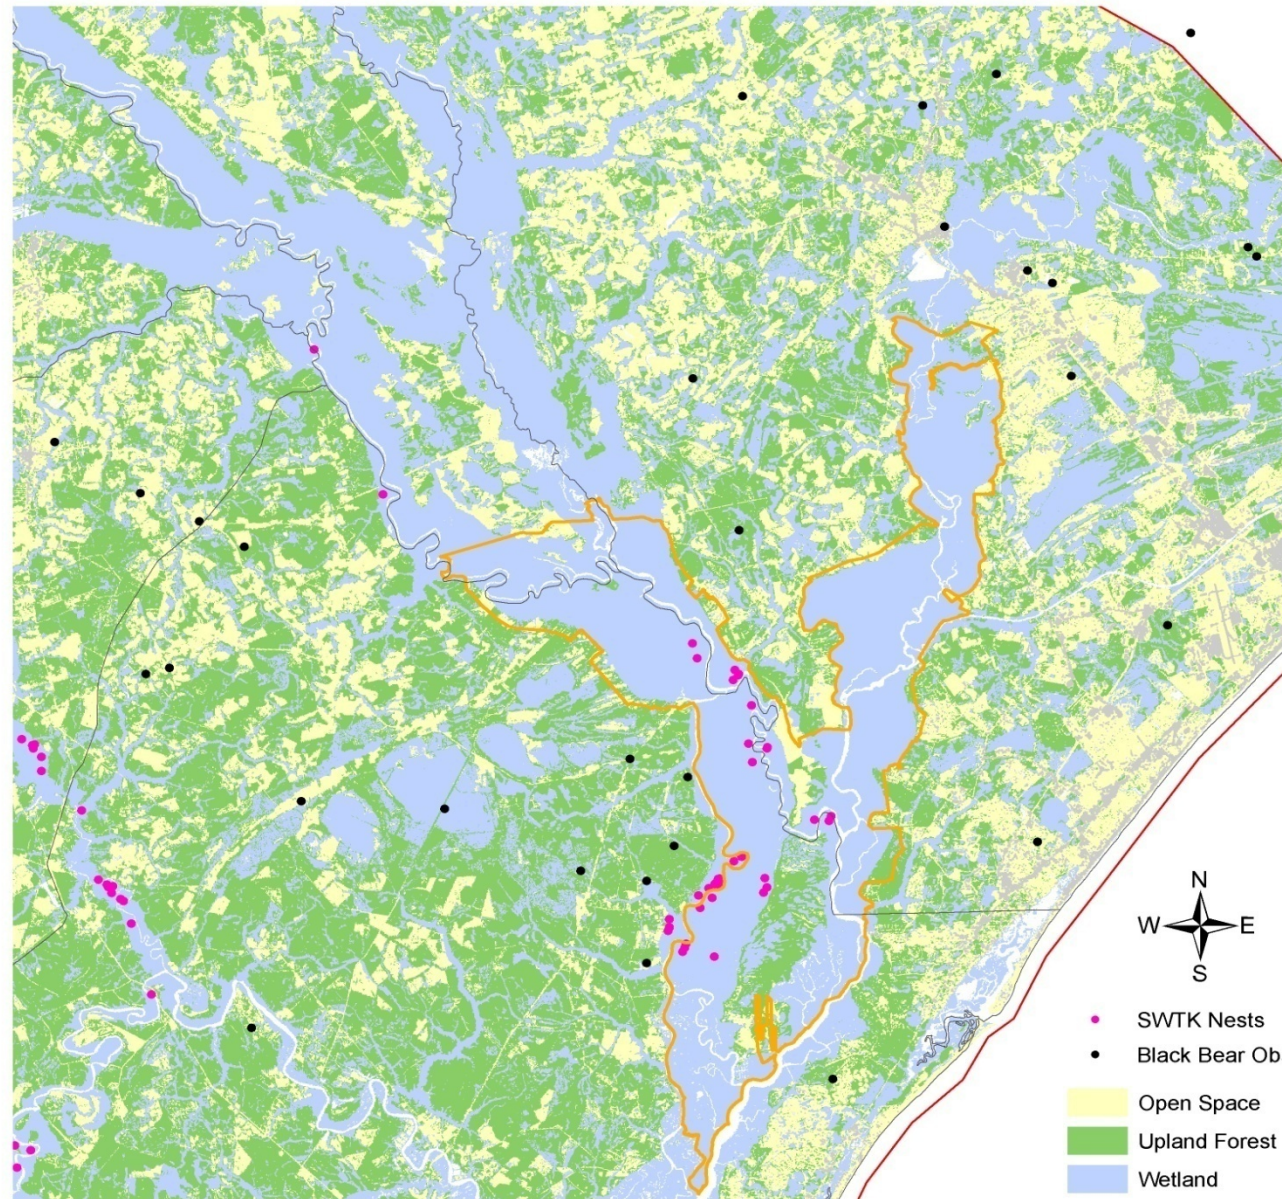 N
W E
S
SWTK Nests
Black Bear Ob
Open Space
Upland Forest
Wetland